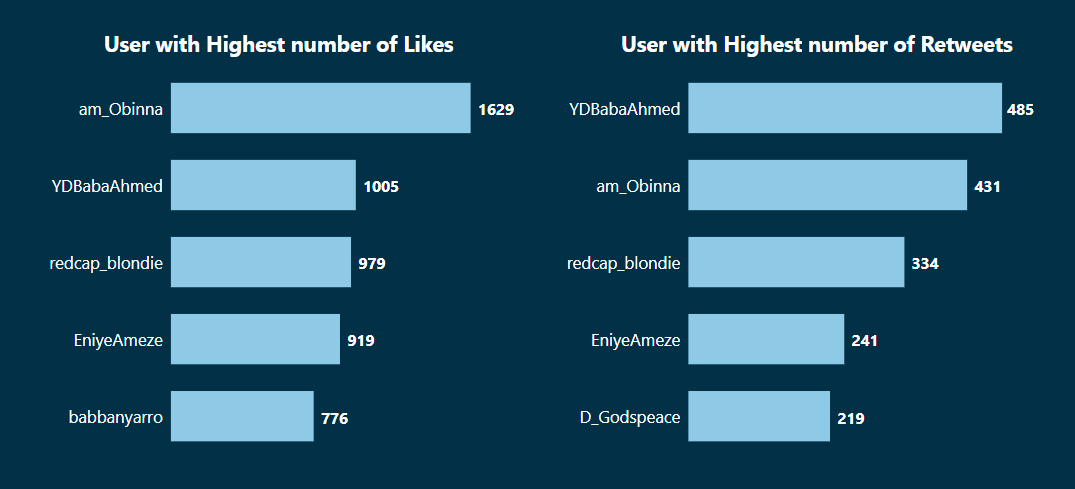 User with Highest number of Likes
am_Obinna 1629
YDBabaAhmed 1005
redcap_blondie 979
EniyeAmeze 919
babbanyarro 776
User with Highest number of Retweets
YDBabaAhmed 485
am_Obinna 431
redcap_blondie 334
EniyeAmeze 241
D_Godspeace 219